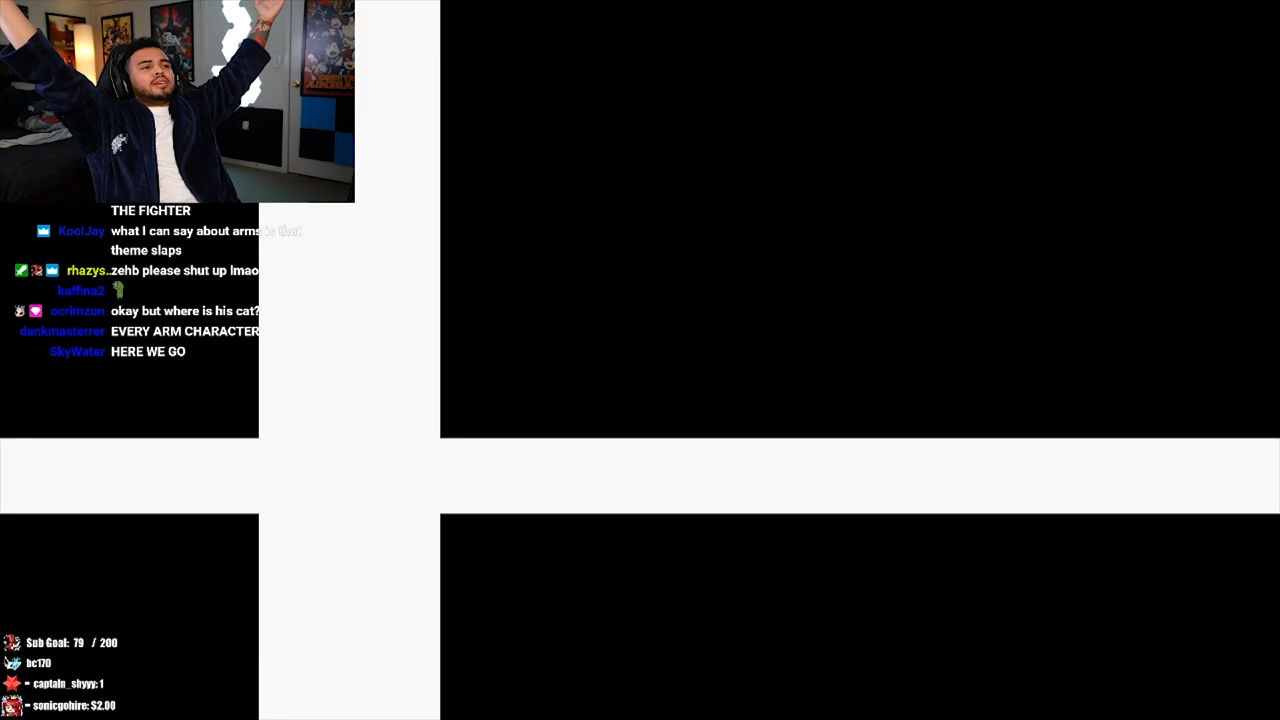 THE FIGHTER
KoolJay what I can say about arms is that
theme slaps
rhazys.. zehb please shut up lmao
kaffina2
ocrimzon okay but where is his cat?
dankmasterrer EVERY ARM CHARACTER
SkyWater HERE WE GO
Sub Goal: 79 / 200
bc170
= captain_shyyy: 1
= sonicgohire: $2.00